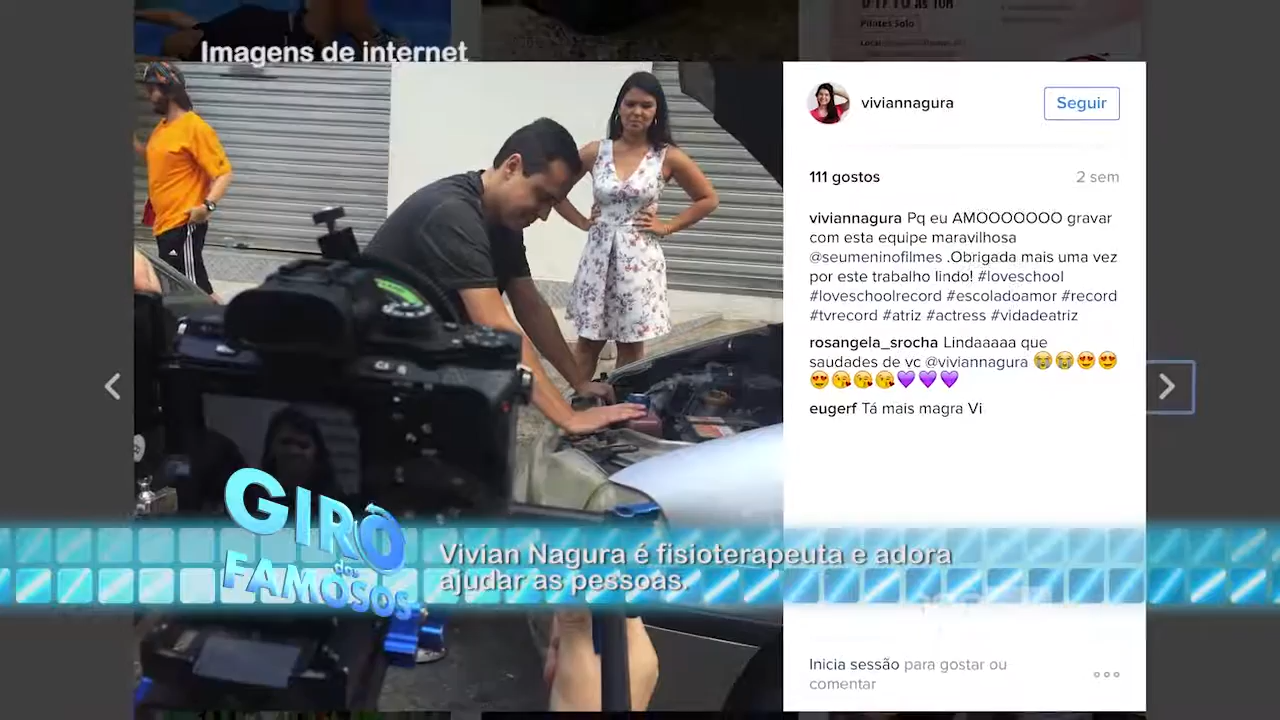 Imagens de internet
Pilates Solo
viviannagura
Seguir
111 gostos
2 sem
viviannagura Pq eu AMOOOOOOO gravar
com esta equipe maravilhosa
@seumeninofilmes .Obrigada mais uma vez
por este trabalho lindo! #loveschool
#loveschoolrecord #escoladoamor #record
#tvrecord #atriz #actress #vidadeatriz
rosangela_srocha Lindaaaaa que
saudades de vc @viviannagura 😭😭😍😍
😍😘😘😘💜💜💜
eugerf Tá mais magra Vi
GIRO
dos
FAMOSOS
Vivian Nagura é fisioterapeuta e adora
ajudar as pessoas.
Inicia sessão para gostar ou
comentar